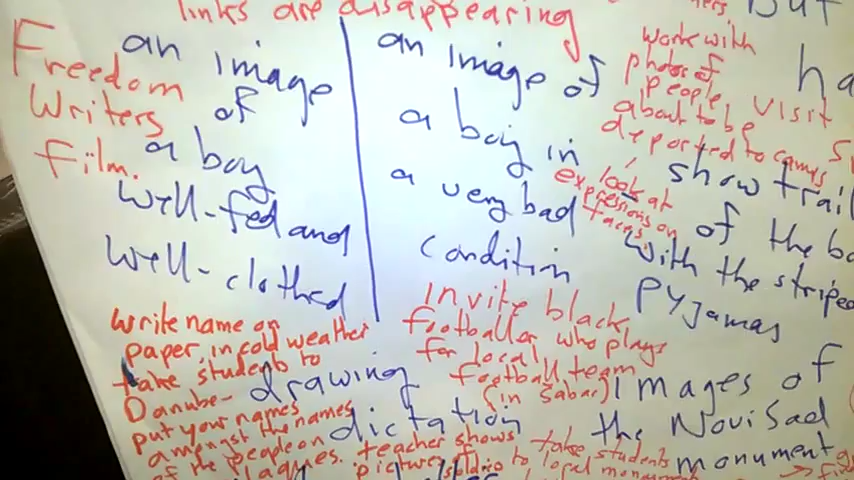 links are disappearing
Freedom
Writers
film.
an image
of
a boy
well-fed and
well-clothed
an image of
a boy in
a very bad
condition
work with
photos of
people
about to be
deported to camps
look at
expressions on
faces
visit
show trail
of the bo
with the striped
pyjamas
write name on
paper, in cold weather
take students to
Danube-
put your names
amongst the names
of the people on
plaques.
drawing
dictation
invite black
footballer who plays
for local
football team
(in Sabac)
images of
the Novi Sad
monument
teacher shows
pictures of
take students
to local monument